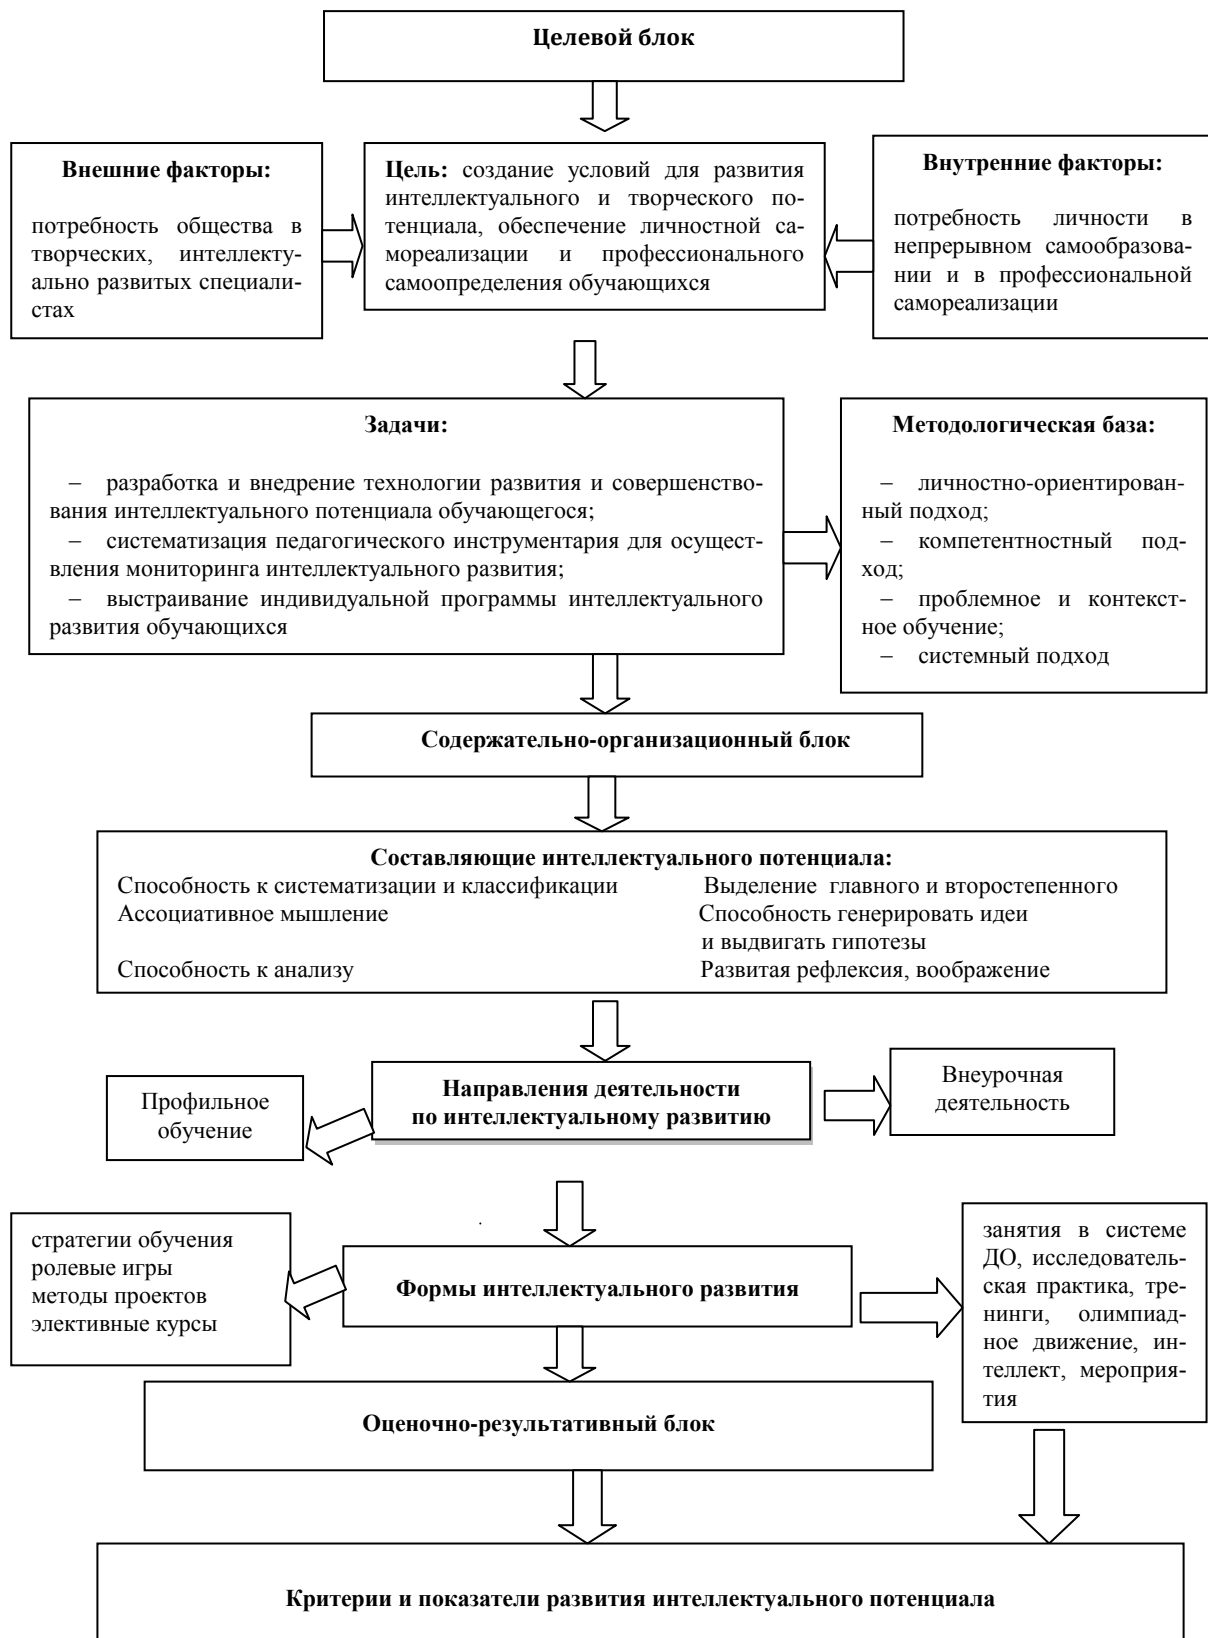 Целевой блок
Внешние факторы:
потребность общества в
творческих, интеллекту-
ально развитых специали-
стах
Цель: создание условий для развития
интеллектуального и творческого по-
тенциала, обеспечение личностной са-
мореализации и профессионального
самоопределения обучающихся
Внутренние факторы:
потребность личности в
непрерывном самообразова-
нии и в профессиональной
самореализации
Задачи:
– разработка и внедрение технологии развития и совершенство-
вания интеллектуального потенциала обучающегося;
– систематизация педагогического инструментария для осущест-
вления мониторинга интеллектуального развития;
– выстраивание индивидуальной программы интеллектуального
развития обучающихся
Методологическая база:
– личностно-ориентирован-
ный подход;
– компетентностный под-
ход;
– проблемное и контекст-
ное обучение;
– системный подход
Содержательно-организационный блок
Составляющие интеллектуального потенциала:
Способность к систематизации и классификации Выделение главного и второстепенного
Ассоциативное мышление Способность генерировать идеи
и выдвигать гипотезы
Способность к анализу Развитая рефлексия, воображение
Направления деятельности
по интеллектуальному развитию
Профильное
обучение
Внеурочная
деятельность
стратегии обучения
ролевые игры
методы проектов
элективные курсы
Формы интеллектуального развития
занятия в системе
ДО, исследователь-
ская практика, тре-
нинги, олимпиад-
ное движение, ин-
теллект, мероприя-
тия
Оценочно-результативный блок
Критерии и показатели развития интеллектуального потенциала